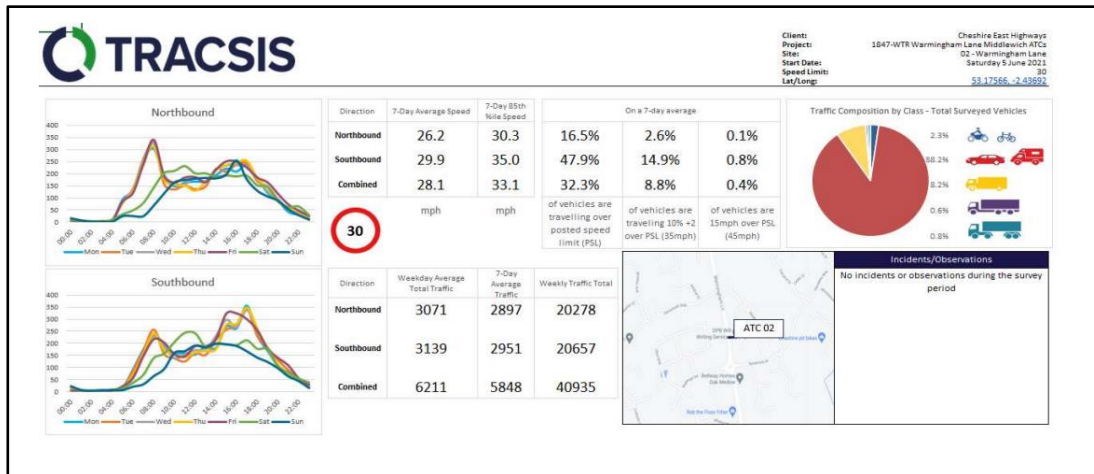 TRACSIS
Client: Cheshire East Highways
Project: 1847-WTR Warmingham Lane Middlewich ATCs
Site: 02 - Warmingham Lane
Start Date: Saturday 5 June 2021
Speed Limit: 30
Lat/Long: 53.17566, -2.43692
Northbound
400
350
300
250
200
150
100
50
0
00:00 02:00 04:00 06:00 08:00 10:00 12:00 14:00 16:00 18:00 20:00 22:00
Mon Tue Wed Thu Fri Sat Sun
Southbound
400
350
300
250
200
150
100
50
0
00:00 02:00 04:00 06:00 08:00 10:00 12:00 14:00 16:00 18:00 20:00 22:00
Mon Tue Wed Thu Fri Sat Sun
Direction 7-Day Average Speed 7-Day 85th %ile Speed
Northbound 26.2 30.3
Southbound 29.9 35.0
Combined 28.1 33.1
mph mph
30
On a 7-day average
16.5% 2.6% 0.1%
47.9% 14.9% 0.8%
32.3% 8.8% 0.4%
of vehicles are travelling over posted speed limit (PSL)
of vehicles are traveling 10% +2 over PSL (35mph)
of vehicles are 15mph over PSL (45mph)
Traffic Composition by Class - Total Surveyed Vehicles
2.3%
88.2%
8.2%
0.6%
0.8%
Direction Weekday Average Total Traffic 7-Day Average Traffic Weekly Traffic Total
Northbound 3071 2897 20278
Southbound 3139 2951 20657
Combined 6211 5848 40935
ATC 02
Bellway Homes
Incidents/Observations
No incidents or observations during the survey
period